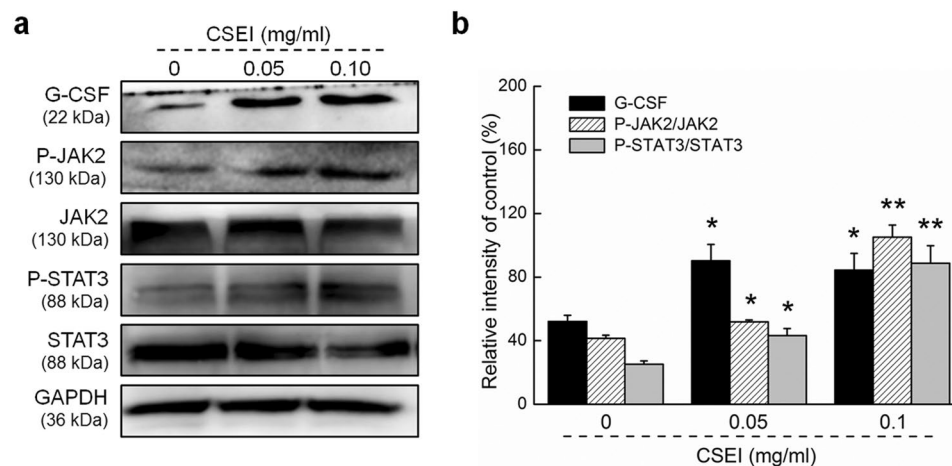 a
CSEI (mg/ml)
0 0.05 0.10
G-CSF
(22 kDa)
P-JAK2
(130 kDa)
JAK2
(130 kDa)
P-STAT3
(88 kDa)
STAT3
(88 kDa)
GAPDH
(36 kDa)
b
Relative intensity of control (%)
200
160
120
80
40
0
G-CSF
P-JAK2/JAK2
P-STAT3/STAT3
* * * * ** **
0 0.05 0.1
CSEI (mg/ml)